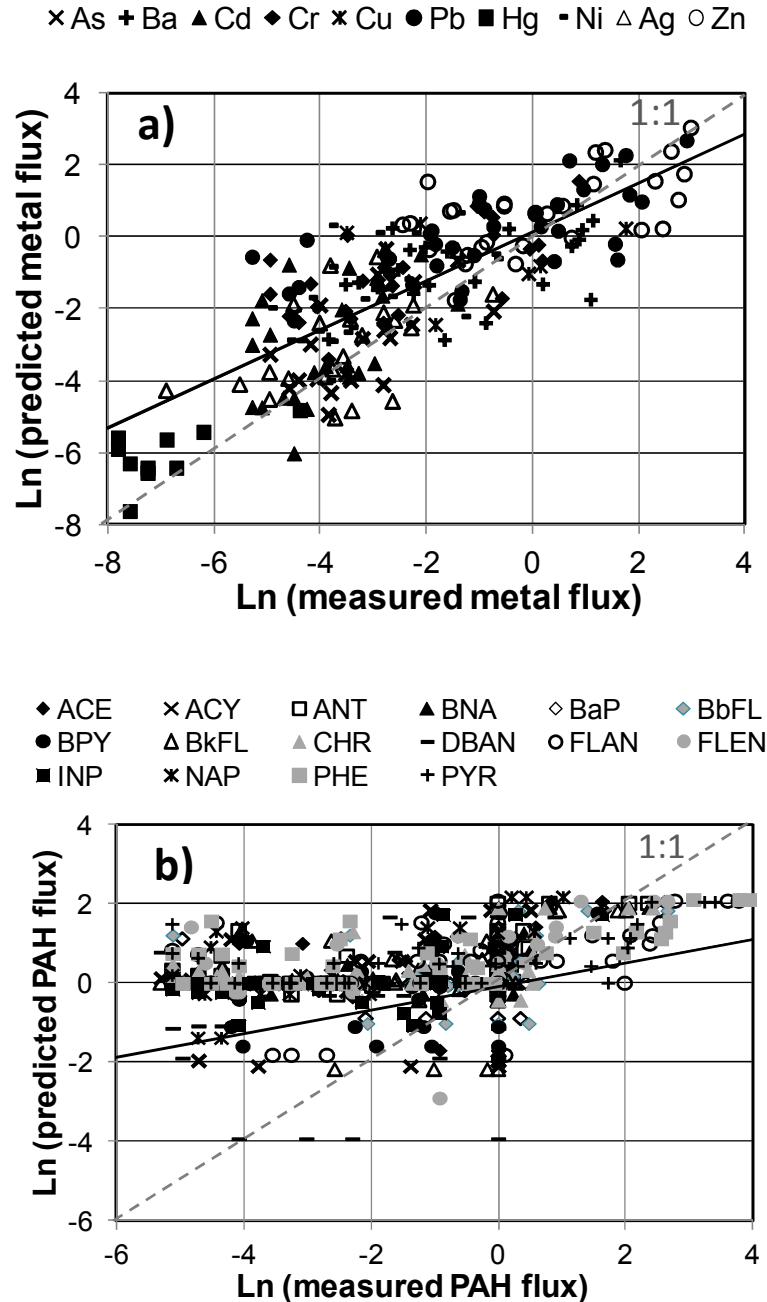 As Ba Cd Cr Cu Pb Hg Ni Ag Zn
a)
1:1
4
2
0
-2
-4
-6
-8
Ln (predicted metal flux)
-8 -6 -4 -2 0 2 4
Ln (measured metal flux)
ACE ACY ANT BNA BaP BbFL
BPY BkFL CHR DBAN FLAN FLEN
INP NAP PHE PYR
b)
1:1
4
2
0
-2
-4
-6
Ln (predicted PAH flux)
-6 -4 -2 0 2 4
Ln (measured PAH flux)